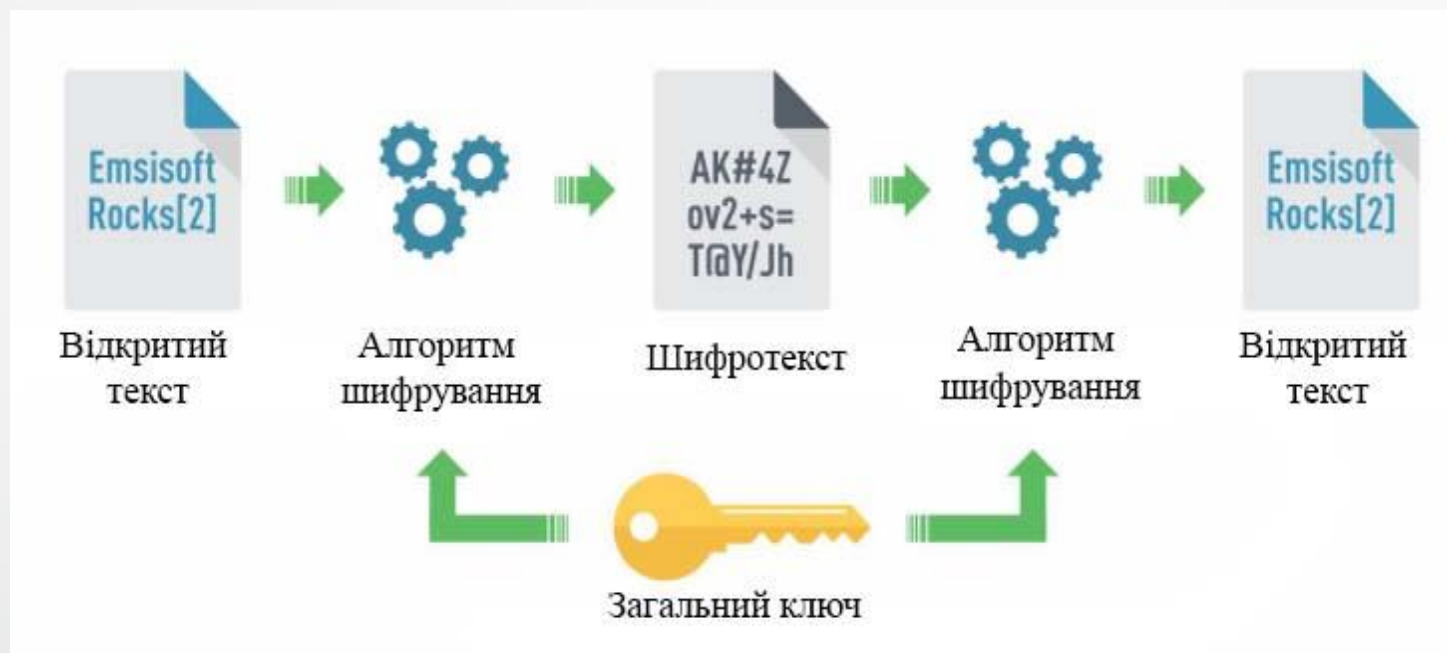 Emsisoft
Rocks[2]
Відкритий
текст
Алгоритм
шифрування
AK#4Z
ov2+s=
T@Y/Jh
Шифротекст
Алгоритм
шифрування
Emsisoft
Rocks[2]
Відкритий
текст
Загальний ключ